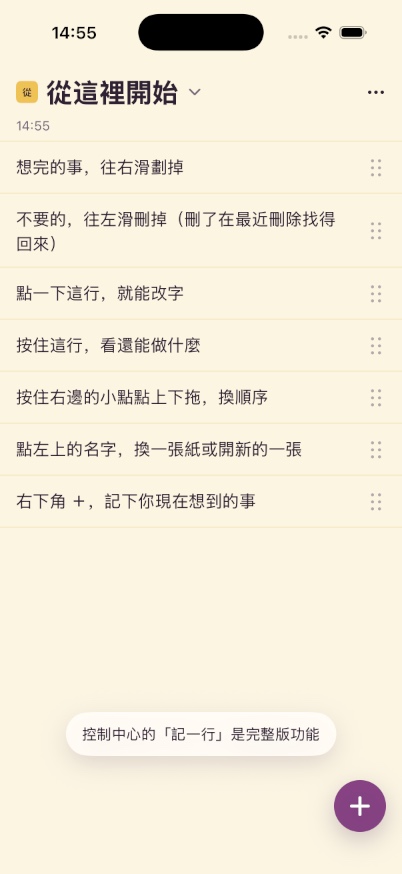 14:55
從 從這裡開始
14:55
想完的事，往右滑劃掉
不要的，往左滑刪掉（刪了在最近刪除找得
回來）
點一下這行，就能改字
按住這行，看還能做什麼
按住右邊的小點點上下拖，換順序
點左上的名字，換一張紙或開新的一張
右下角 ＋，記下你現在想到的事
控制中心的「記一行」是完整版功能